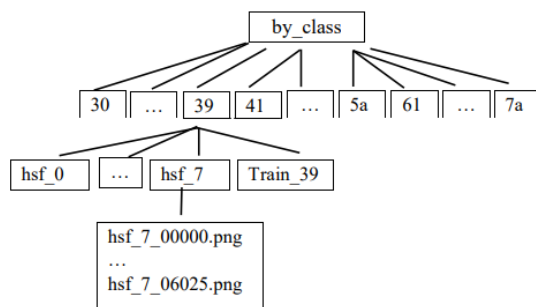 by_class
30 … 39 41 … 5a 61 … 7a
hsf_0 … hsf_7 Train_39
hsf_7_00000.png
…
hsf_7_06025.png